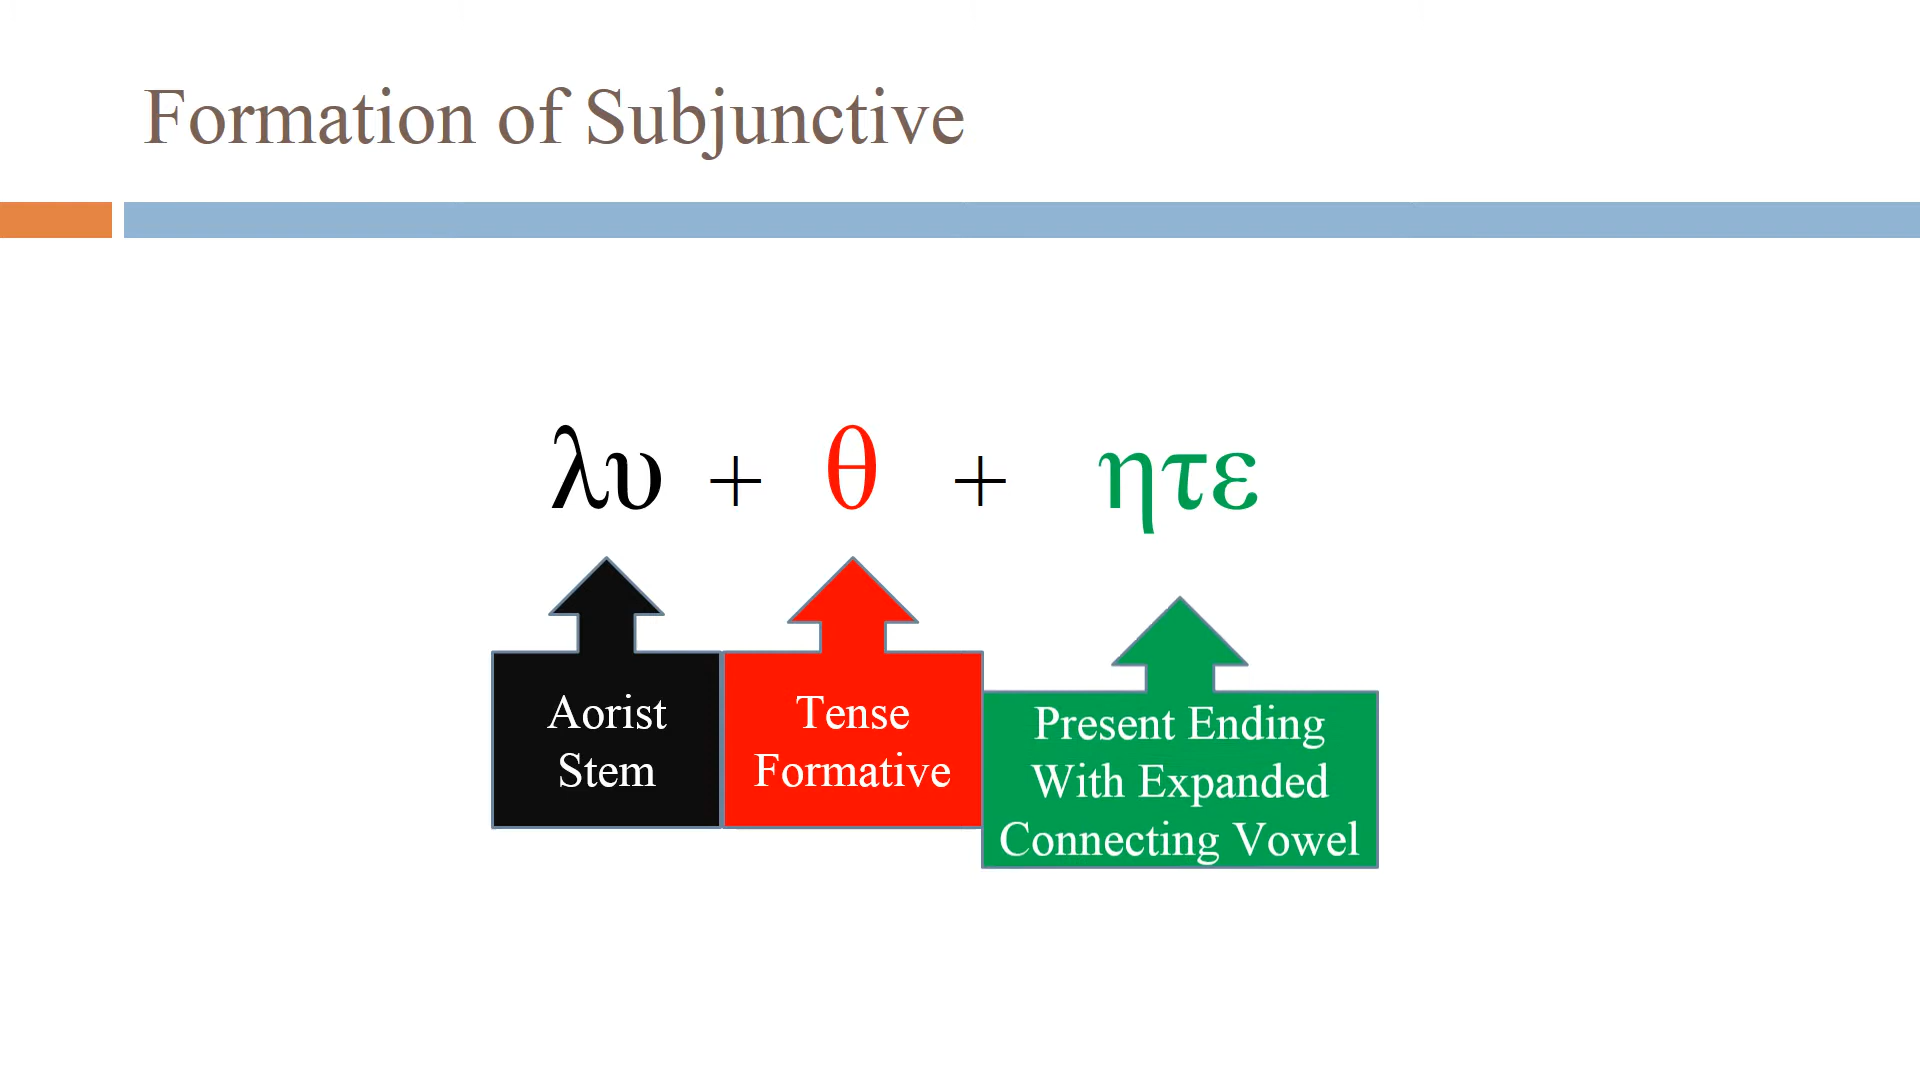 Formation of Subjunctive
λυ + θ + ητε
Aorist
Stem
Tense
Formative
Present Ending
With Expanded
Connecting Vowel